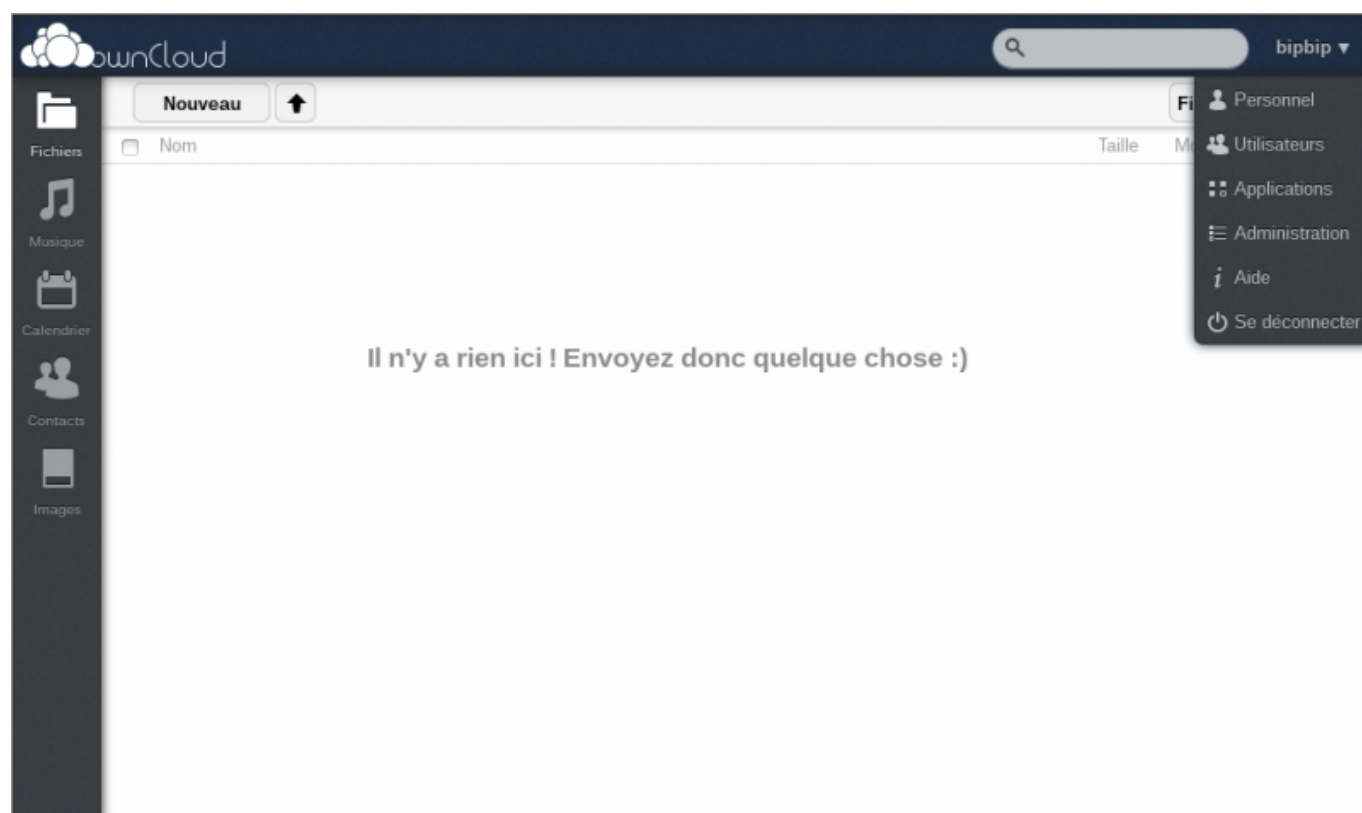 ownCloud
bipbip ▾
Nouveau
Fi
Nom
Taille
Mo
Fichiers
Musique
Calendrier
Contacts
Images
Personnel
Utilisateurs
Applications
Administration
Aide
Se déconnecter
Il n'y a rien ici ! Envoyez donc quelque chose :)